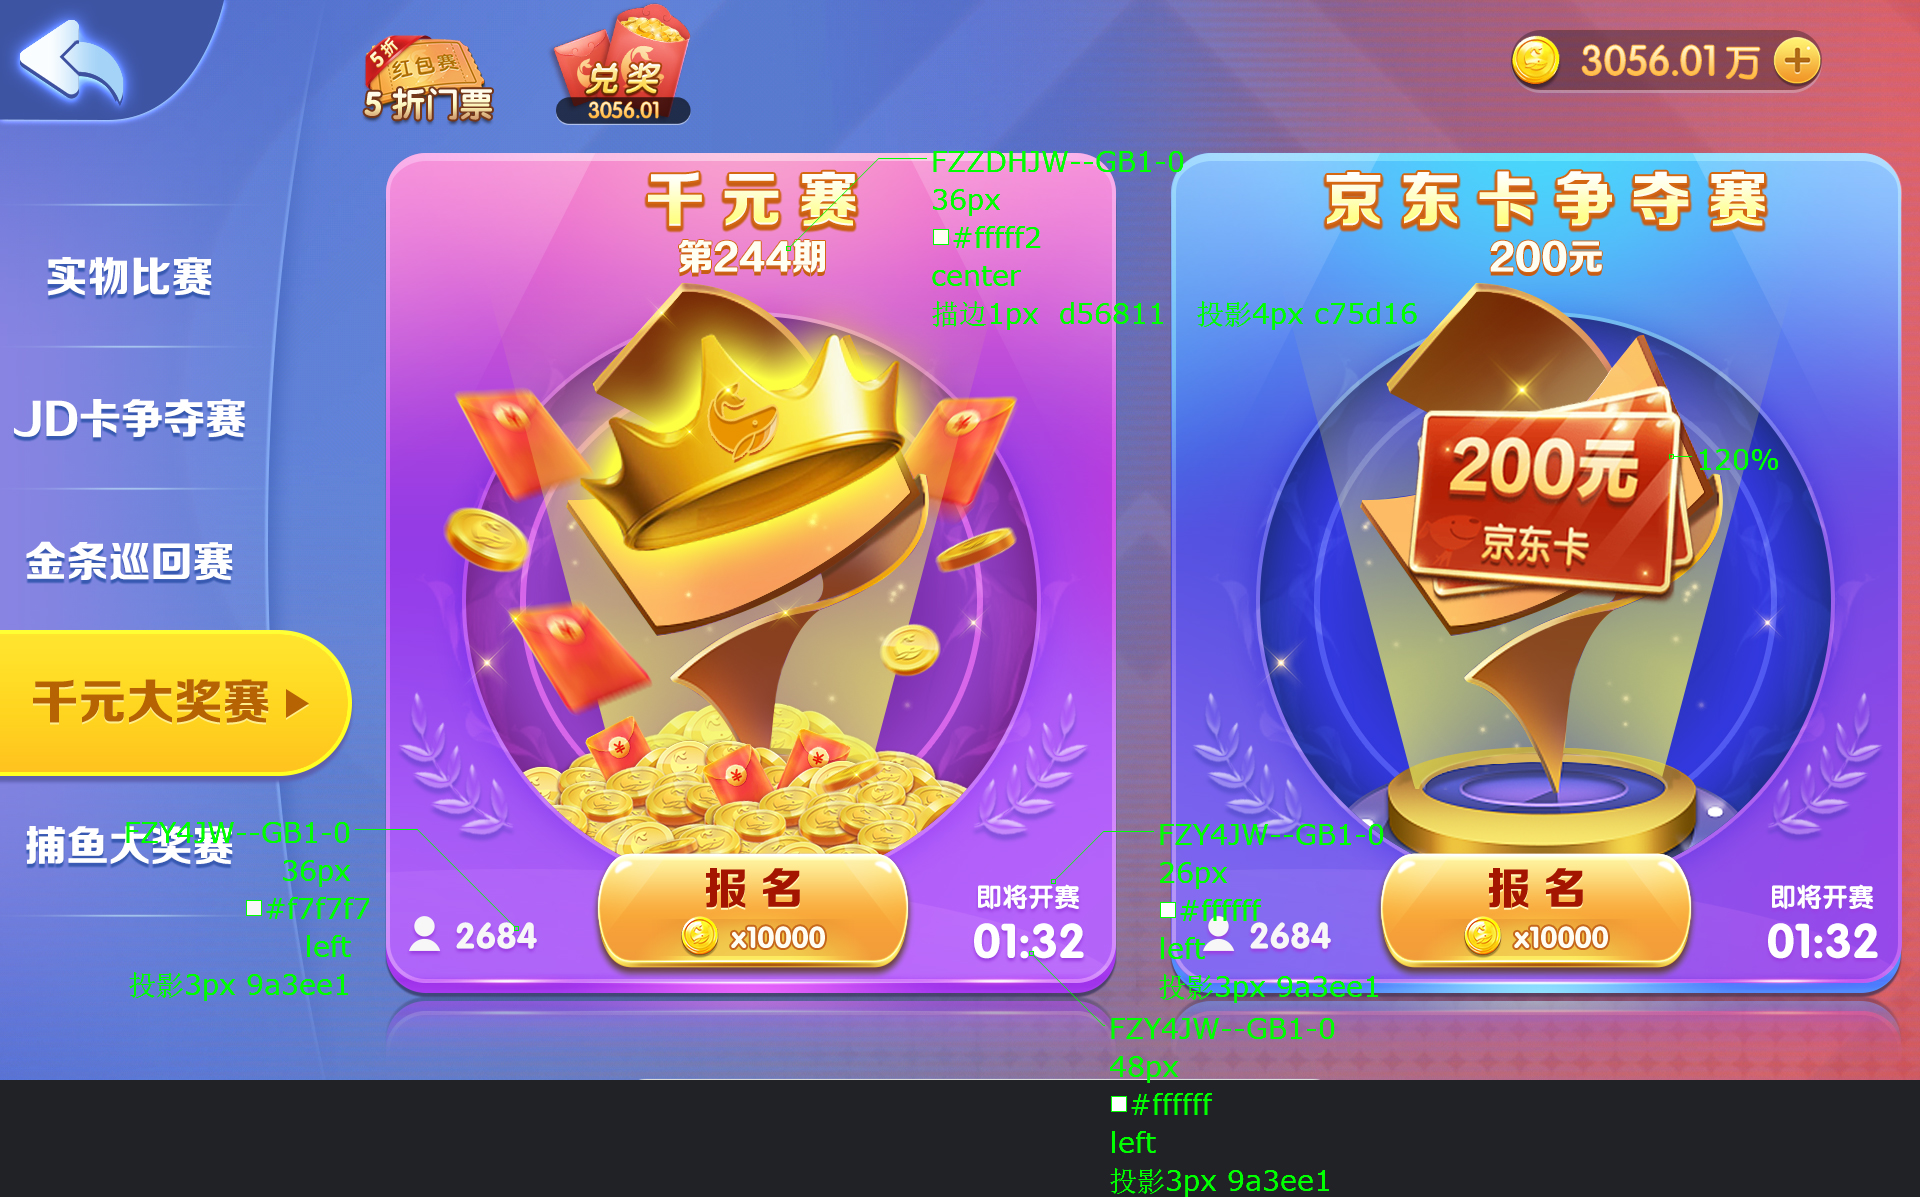 5折
红包赛
5折门票
兑奖
3056.01
3056.01万
实物比赛
JD卡争夺赛
金条巡回赛
千元大奖赛
捕鱼大奖赛
千元赛
第244期
FZZDHJW--GB1-0
36px
#fffff2
center
描边1px d56811 投影4px c75d16
2684
报名
x10000
即将开赛
01:32
京东卡争夺赛
200元
200元
京东卡
120%
2684
报名
x10000
即将开赛
01:32
FZY4JW--GB1-0
36px
#f7f7f7
left
投影3px 9a3ee1
FZY4JW--GB1-0
26px
#ffffff
left
投影3px 9a3ee1
FZY4JW--GB1-0
48px
#ffffff
left
投影3px 9a3ee1